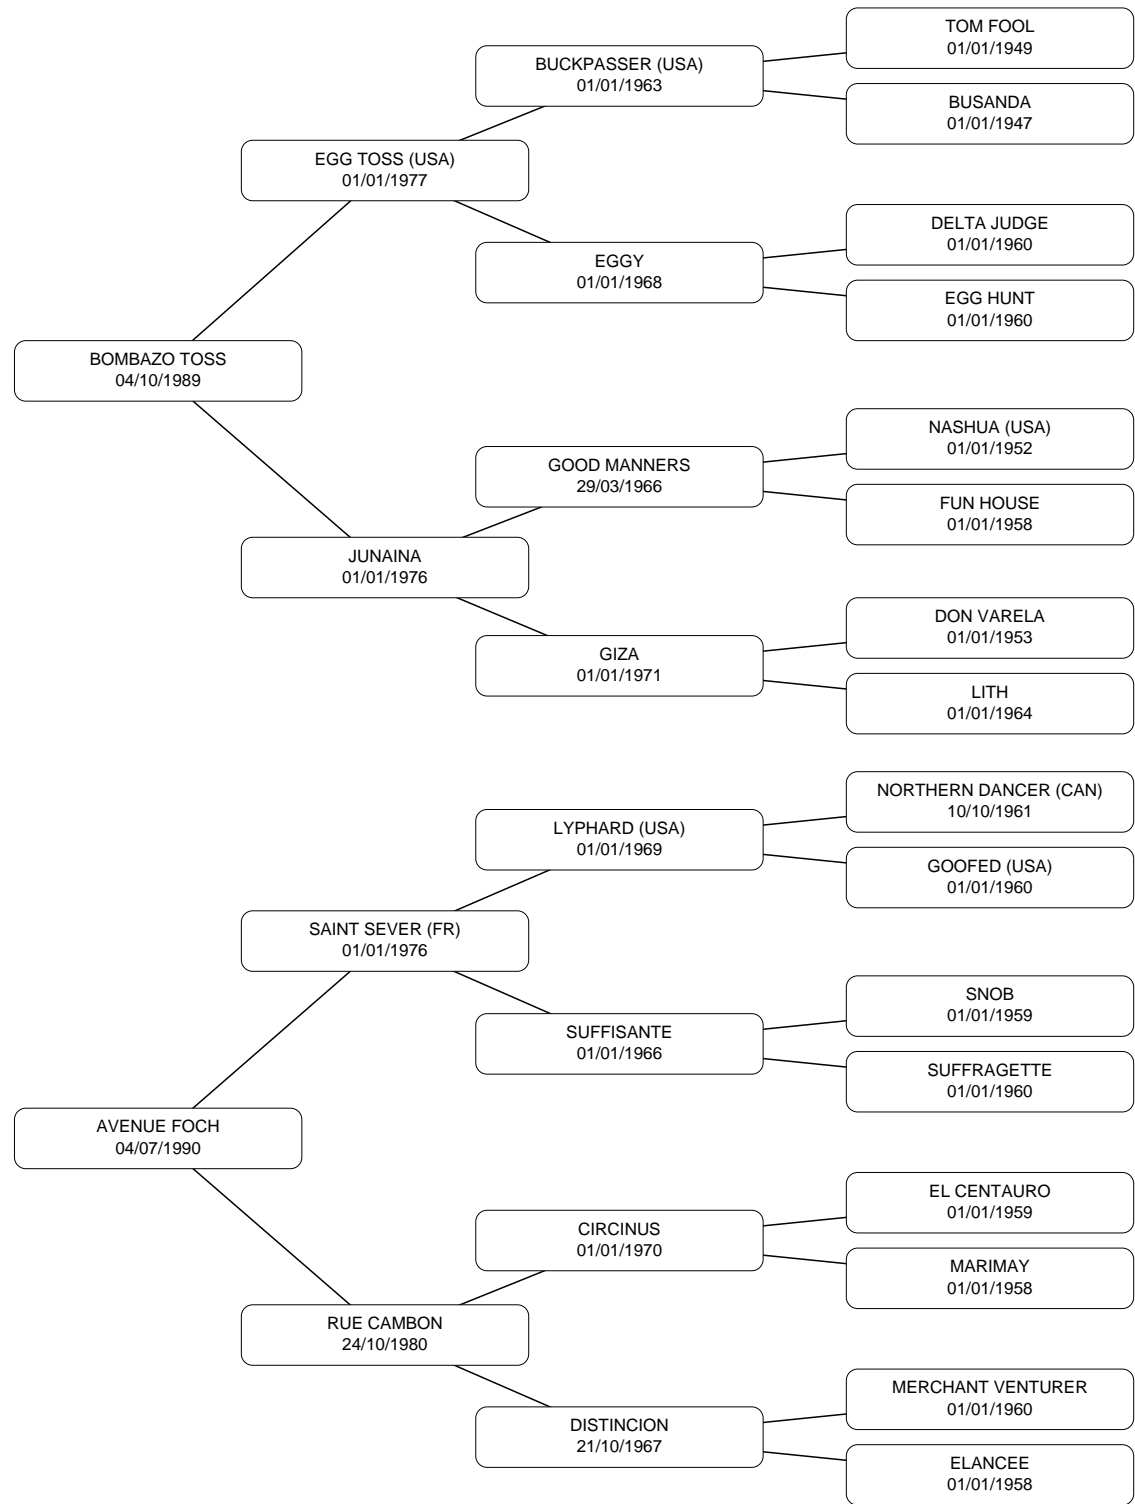 TOM FOOL
01/01/1949
BUCKPASSER (USA)
01/01/1963
BUSANDA
01/01/1947
EGG TOSS (USA)
01/01/1977
DELTA JUDGE
01/01/1960
EGGY
01/01/1968
EGG HUNT
01/01/1960
BOMBAZO TOSS
04/10/1989
NASHUA (USA)
01/01/1952
GOOD MANNERS
29/03/1966
FUN HOUSE
01/01/1958
JUNAINA
01/01/1976
DON VARELA
01/01/1953
GIZA
01/01/1971
LITH
01/01/1964
NORTHERN DANCER (CAN)
10/10/1961
LYPHARD (USA)
01/01/1969
GOOFED (USA)
01/01/1960
SAINT SEVER (FR)
01/01/1976
SNOB
01/01/1959
SUFFISANTE
01/01/1966
SUFFRAGETTE
01/01/1960
AVENUE FOCH
04/07/1990
EL CENTAURO
01/01/1959
CIRCINUS
01/01/1970
MARIMAY
01/01/1958
RUE CAMBON
24/10/1980
MERCHANT VENTURER
01/01/1960
DISTINCION
21/10/1967
ELANCEE
01/01/1958